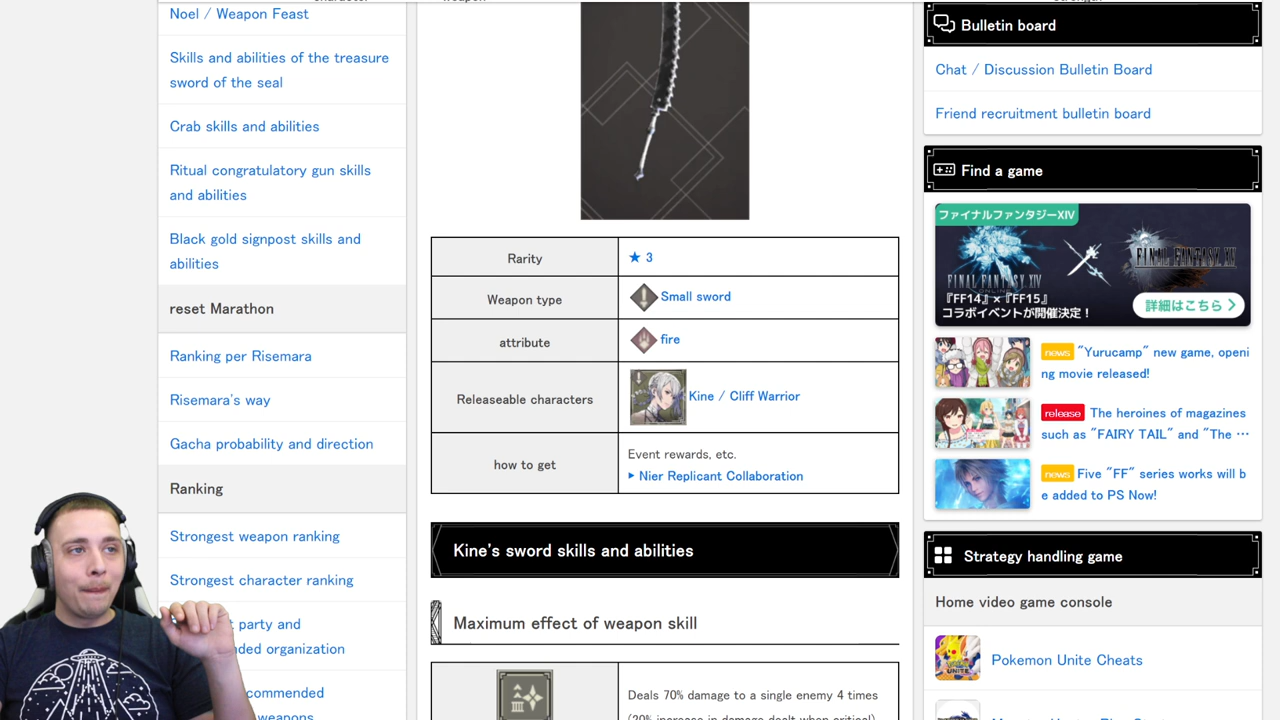 Noel / Weapon Feast
Skills and abilities of the treasure
sword of the seal
Crab skills and abilities
Ritual congratulatory gun skills
and abilities
Black gold signpost skills and
abilities
reset Marathon
Ranking per Risemara
Risemara's way
Gacha probability and direction
Ranking
Strongest weapon ranking
Strongest character ranking
party and
organization
weapons
Rarity
★ 3
Weapon type
Small sword
attribute
fire
Releaseable characters
Kine / Cliff Warrior
how to get
Event rewards, etc.
▶ Nier Replicant Collaboration
Kine's sword skills and abilities
Maximum effect of weapon skill
Deals 70% damage to a single enemy 4 times
(20% increase in damage dealt when critical)
Bulletin board
Chat / Discussion Bulletin Board
Friend recruitment bulletin board
Find a game
ファイナルファンタジーXIV
FINAL FANTASY XIV
ONLINE
FINAL FANTASY XV
『FF14』×『FF15』
コラボイベントが開催決定！
詳細はこちら
news "Yurucamp" new game, openi
ng movie released!
release The heroines of magazines
such as "FAIRY TAIL" and "The ...
news Five "FF" series works will b
e added to PS Now!
Strategy handling game
Home video game console
Pokemon Unite Cheats